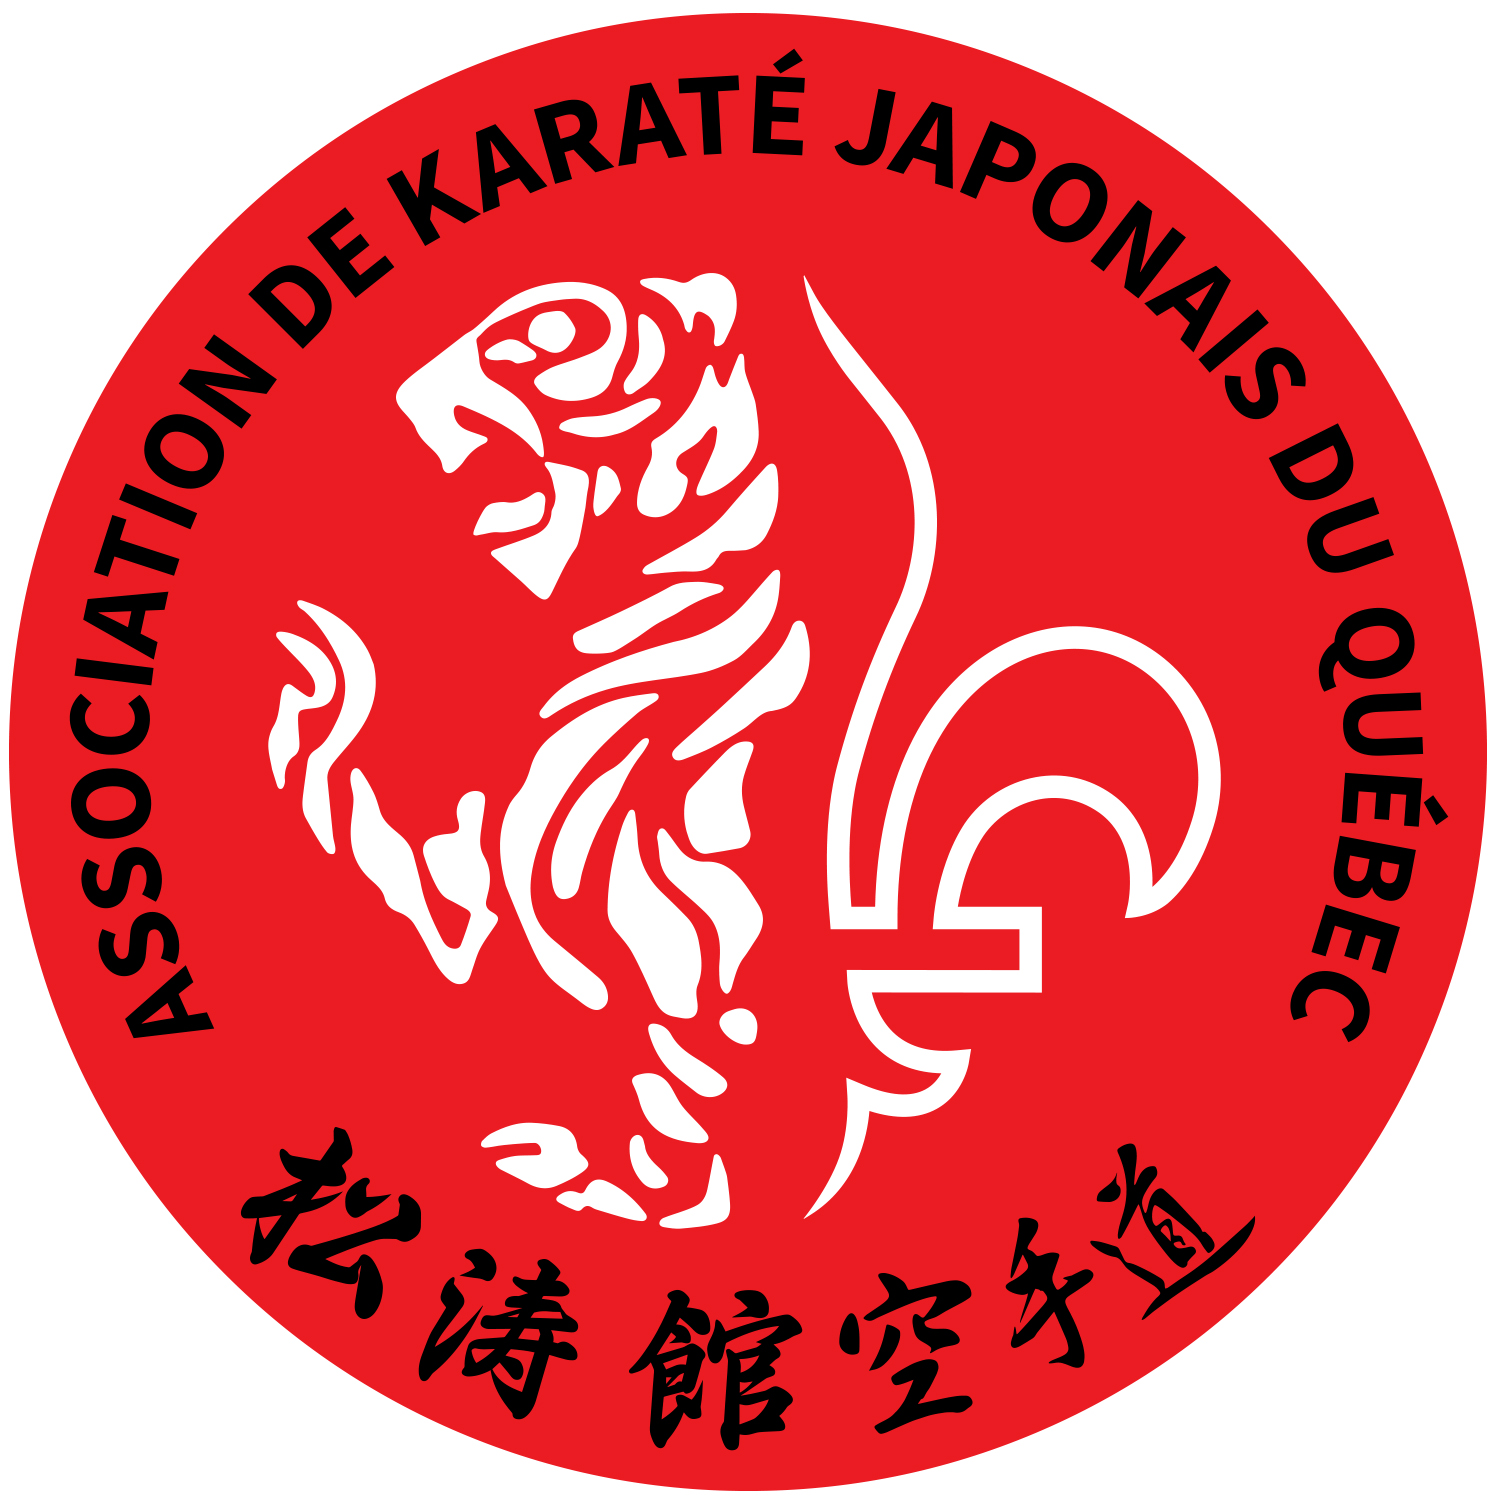 ASSOCIATION DE KARATÉ JAPONAIS DU QUÉBEC
松涛館空手道